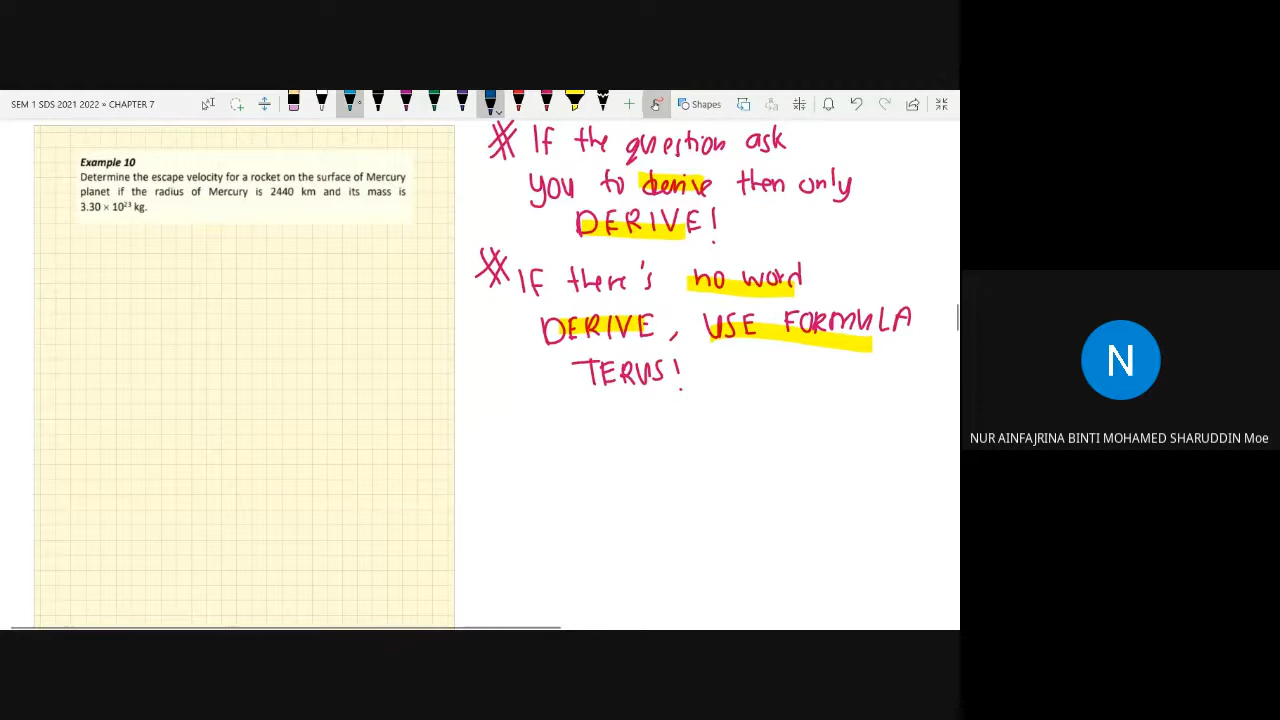 SEM 1 SDS 2021 2022 » CHAPTER 7
Shapes
Example 10
Determine the escape velocity for a rocket on the surface of Mercury
planet if the radius of Mercury is 2440 km and its mass is
3.30 × 10²³ kg.
* If the question ask
you to derive then only
DERIVE!
* If there's no word
DERIVE, USE FORMULA
TERUS!
N
NUR AINFAJRINA BINTI MOHAMED SHARUDDIN Moe